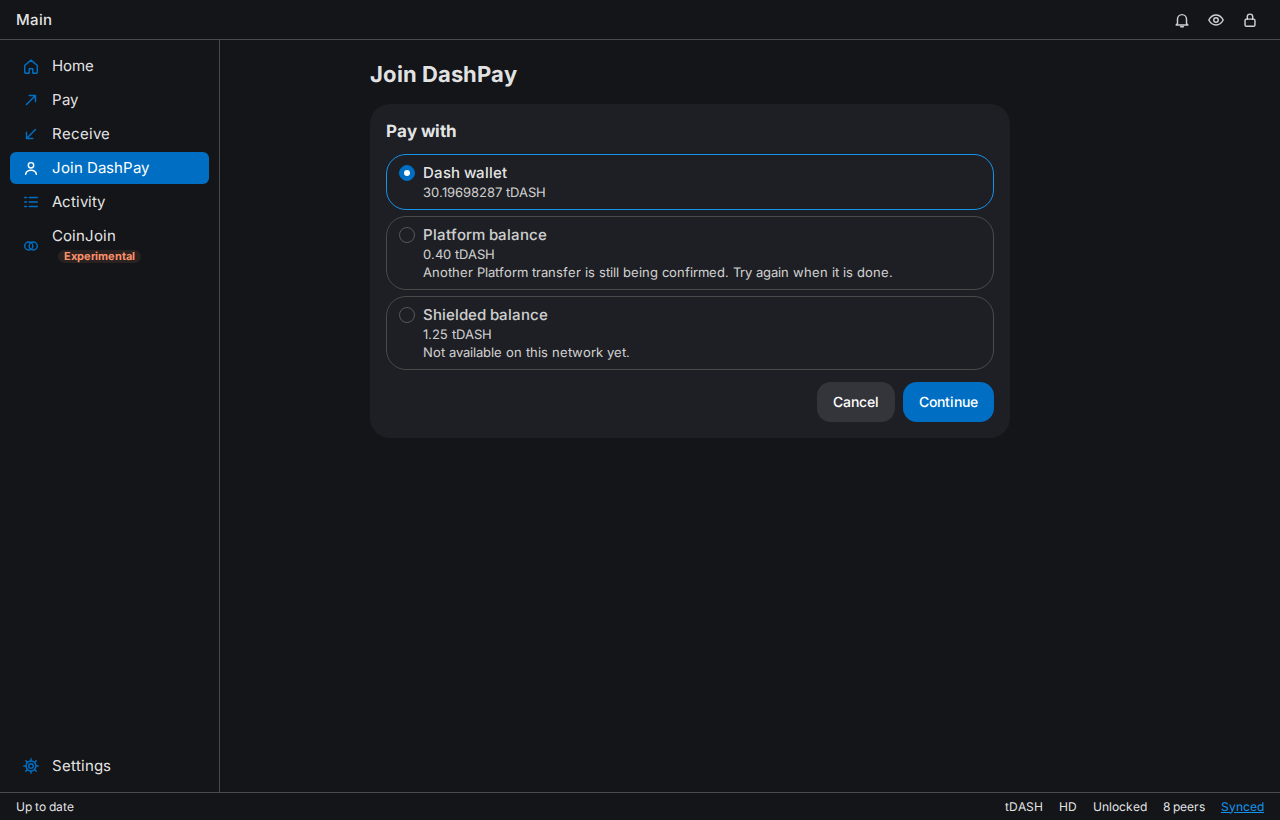 Main
Home
Pay
Receive
Join DashPay
Activity
CoinJoin
Experimental
Settings
Join DashPay
Pay with
Dash wallet
30.19698287 tDASH
Platform balance
0.40 tDASH
Another Platform transfer is still being confirmed. Try again when it is done.
Shielded balance
1.25 tDASH
Not available on this network yet.
Cancel Continue
Up to date tDASH HD Unlocked 8 peers Synced